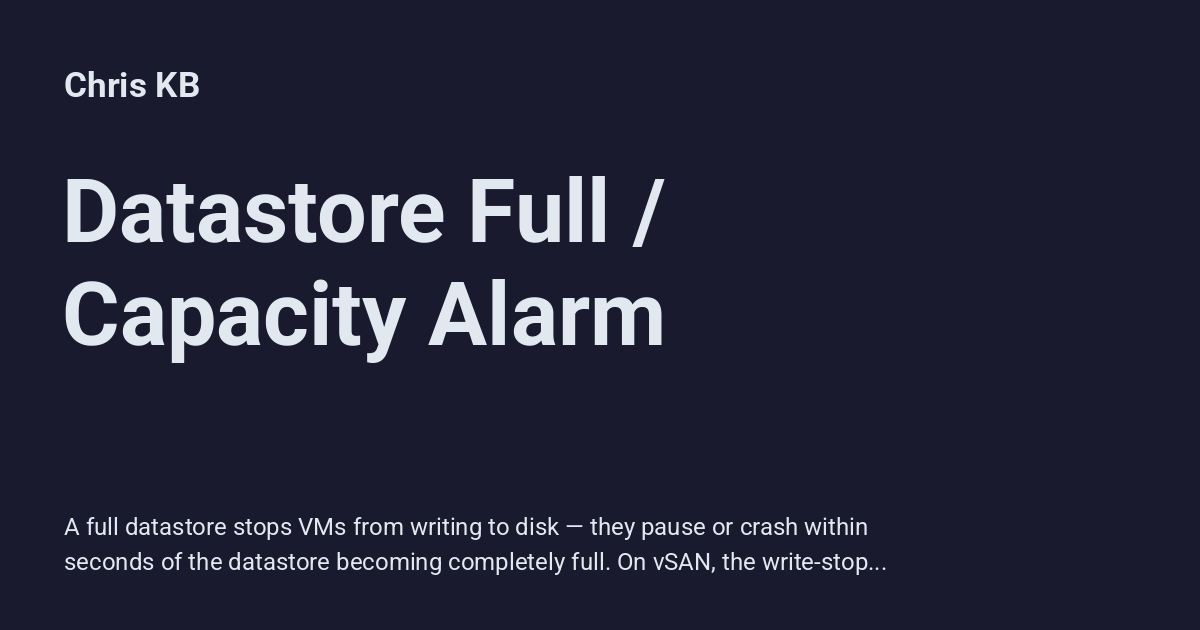 Chris KB
Datastore Full /
Capacity Alarm
A full datastore stops VMs from writing to disk — they pause or crash within
seconds of the datastore becoming completely full. On vSAN, the write-stop...